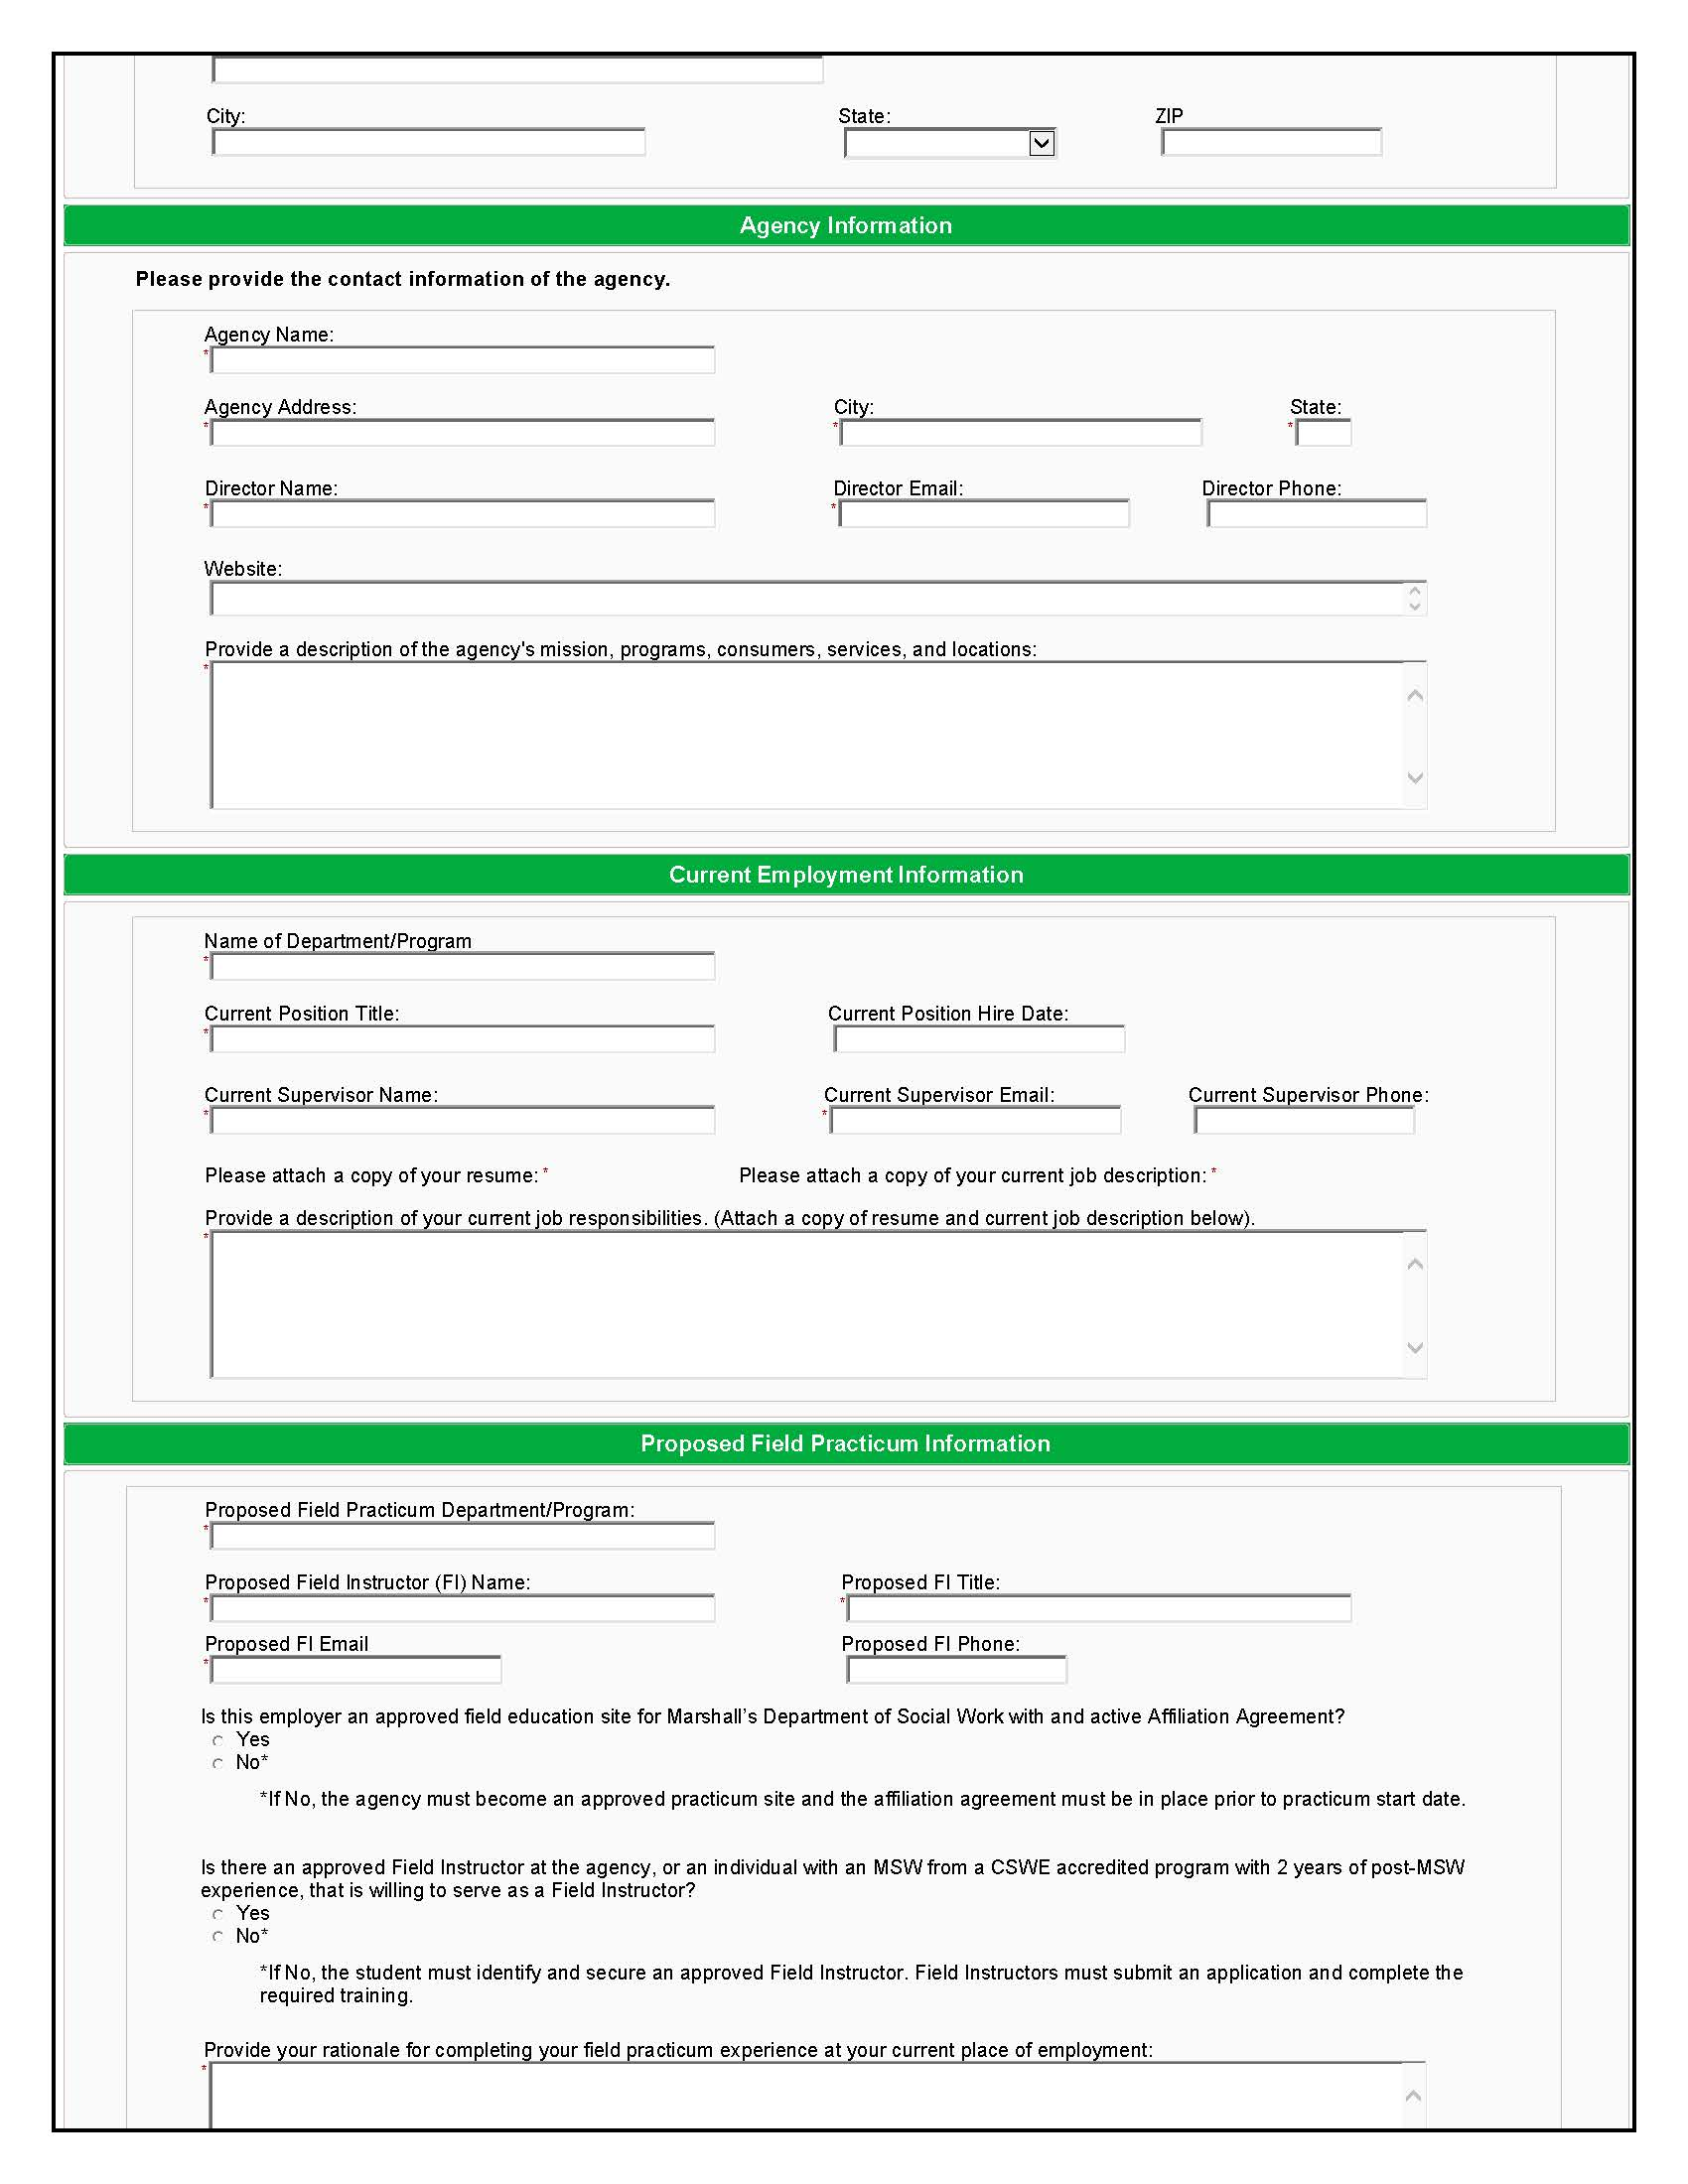 City: State: ZIP
Agency Information
Please provide the contact information of the agency.
Agency Name:
*
Agency Address: City: State:
* * *
Director Name: Director Email: Director Phone:
* *
Website:
Provide a description of the agency's mission, programs, consumers, services, and locations:
*
Current Employment Information
Name of Department/Program
*
Current Position Title: Current Position Hire Date:
*
Current Supervisor Name: Current Supervisor Email: Current Supervisor Phone:
* *
Please attach a copy of your resume: * Please attach a copy of your current job description: *
Provide a description of your current job responsibilities. (Attach a copy of resume and current job description below).
*
Proposed Field Practicum Information
Proposed Field Practicum Department/Program:
*
Proposed Field Instructor (FI) Name: Proposed FI Title:
* *
Proposed FI Email Proposed FI Phone:
*
Is this employer an approved field education site for Marshall’s Department of Social Work with and active Affiliation Agreement?
Yes
No*
*If No, the agency must become an approved practicum site and the affiliation agreement must be in place prior to practicum start date.
Is there an approved Field Instructor at the agency, or an individual with an MSW from a CSWE accredited program with 2 years of post-MSW
experience, that is willing to serve as a Field Instructor?
Yes
No*
*If No, the student must identify and secure an approved Field Instructor. Field Instructors must submit an application and complete the
required training.
Provide your rationale for completing your field practicum experience at your current place of employment:
*